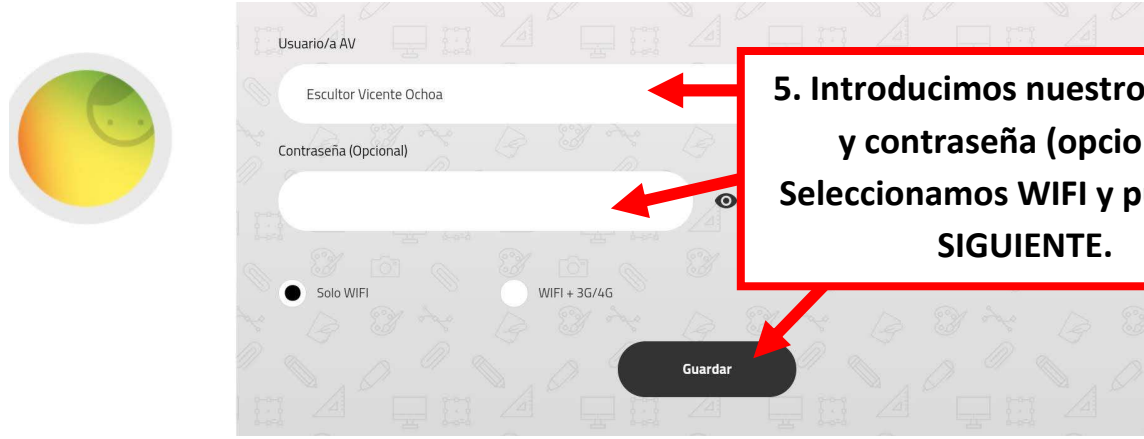 Usuario/a AV
Escultor Vicente Ochoa
5. Introducimos nuestro
y contraseña (opcio
Contraseña (Opcional)
Seleccionamos WIFI y p
SIGUIENTE.
Solo WIFI
WIFI + 3G/4G
Guardar